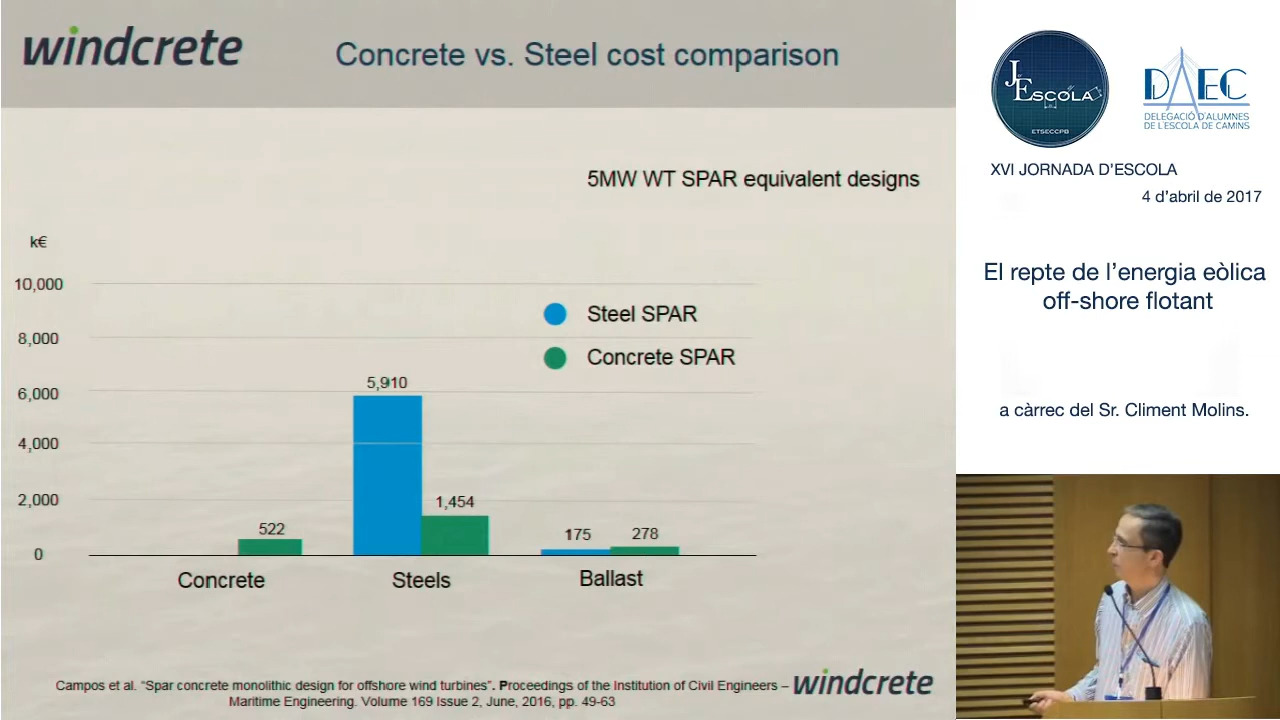 windcrete
Concrete vs. Steel cost comparison
5MW WT SPAR equivalent designs
k€
10,000
8,000
6,000
4,000
2,000
0
Steel SPAR
Concrete SPAR
5,910
1,454
522
175
278
Concrete
Steels
Ballast
Campos et al. “Spar concrete monolithic design for offshore wind turbines”. Proceedings of the Institution of Civil Engineers –
Maritime Engineering. Volume 169 Issue 2, June, 2016, pp. 49-63
windcrete
J
ESCOLA
ETSECCPB
DAEC
DELEGACIÓ D'ALUMNES
DE L'ESCOLA DE CAMINS
XVI JORNADA D’ESCOLA
4 d’abril de 2017
El repte de l’energia eòlica
off-shore flotant
a càrrec del Sr. Climent Molins.